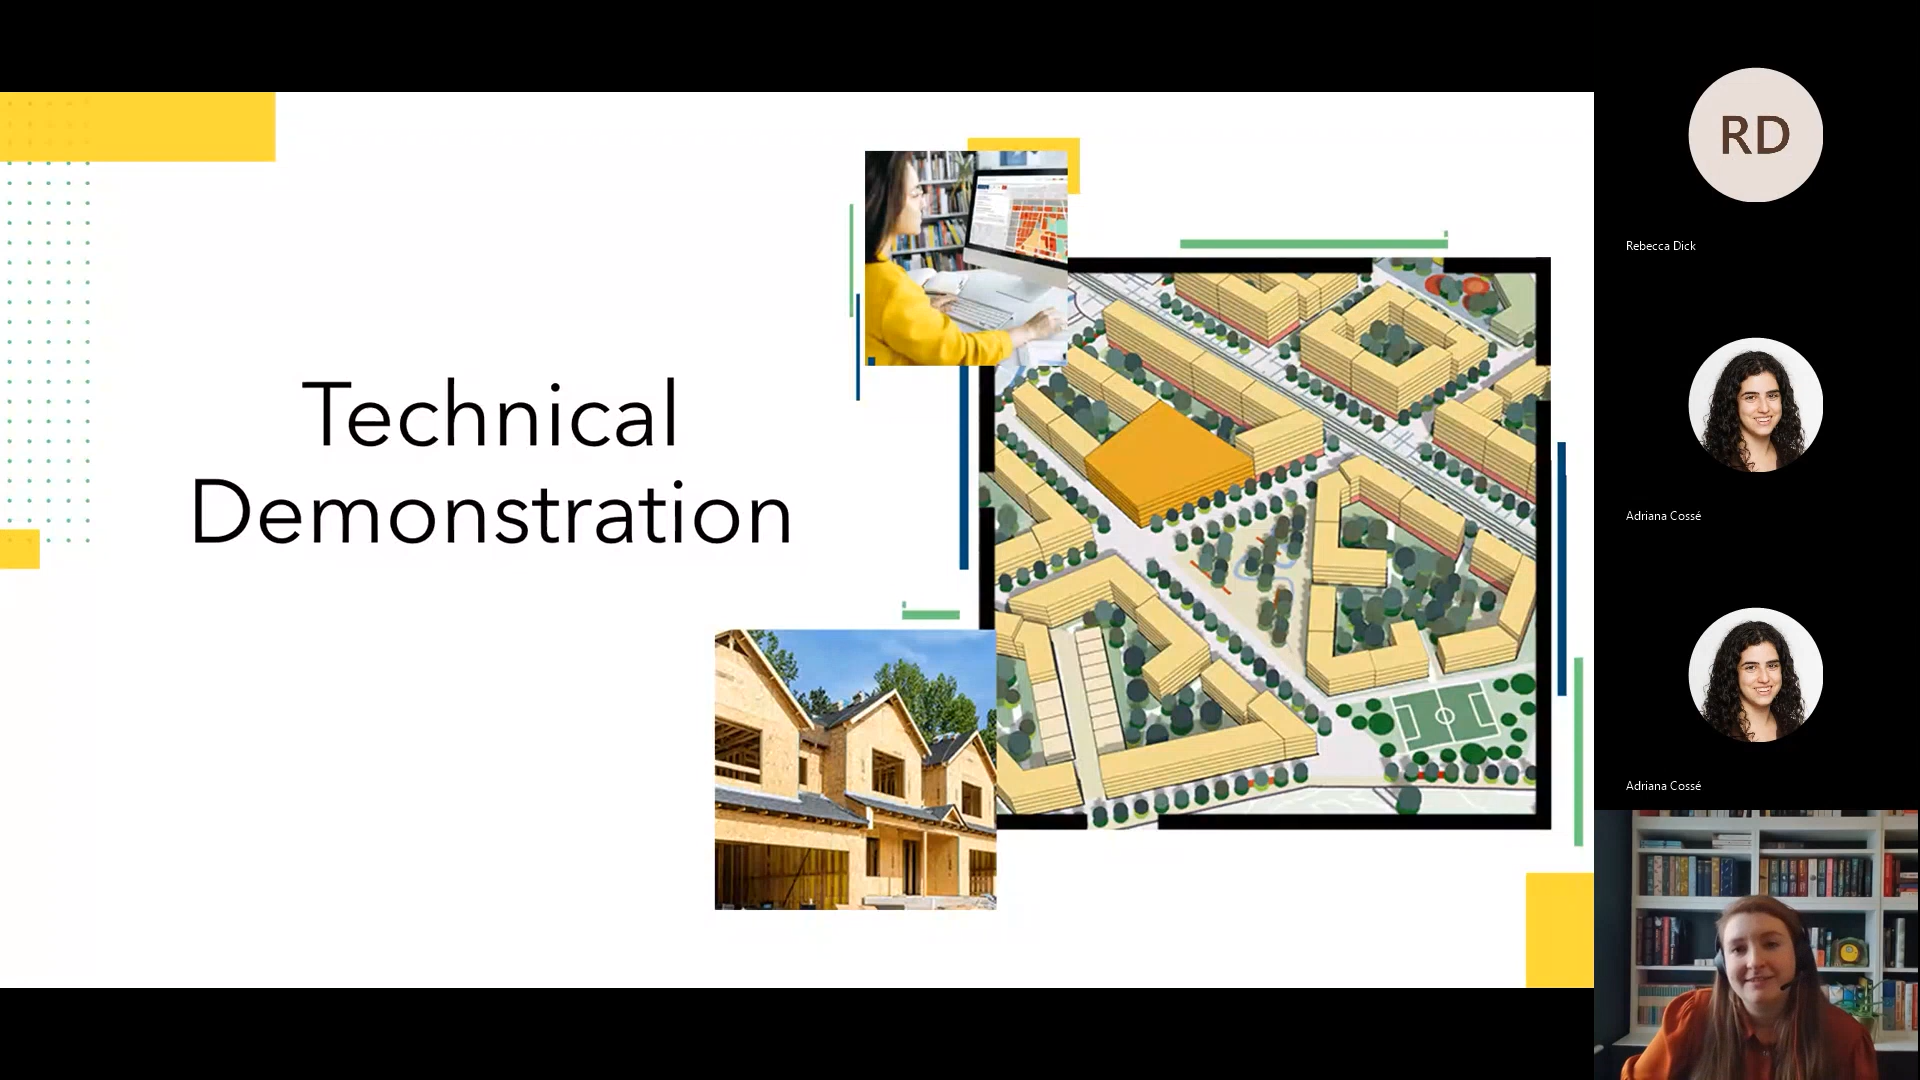 Technical
Demonstration
RD
Rebecca Dick
Adriana Cossé
Adriana Cossé